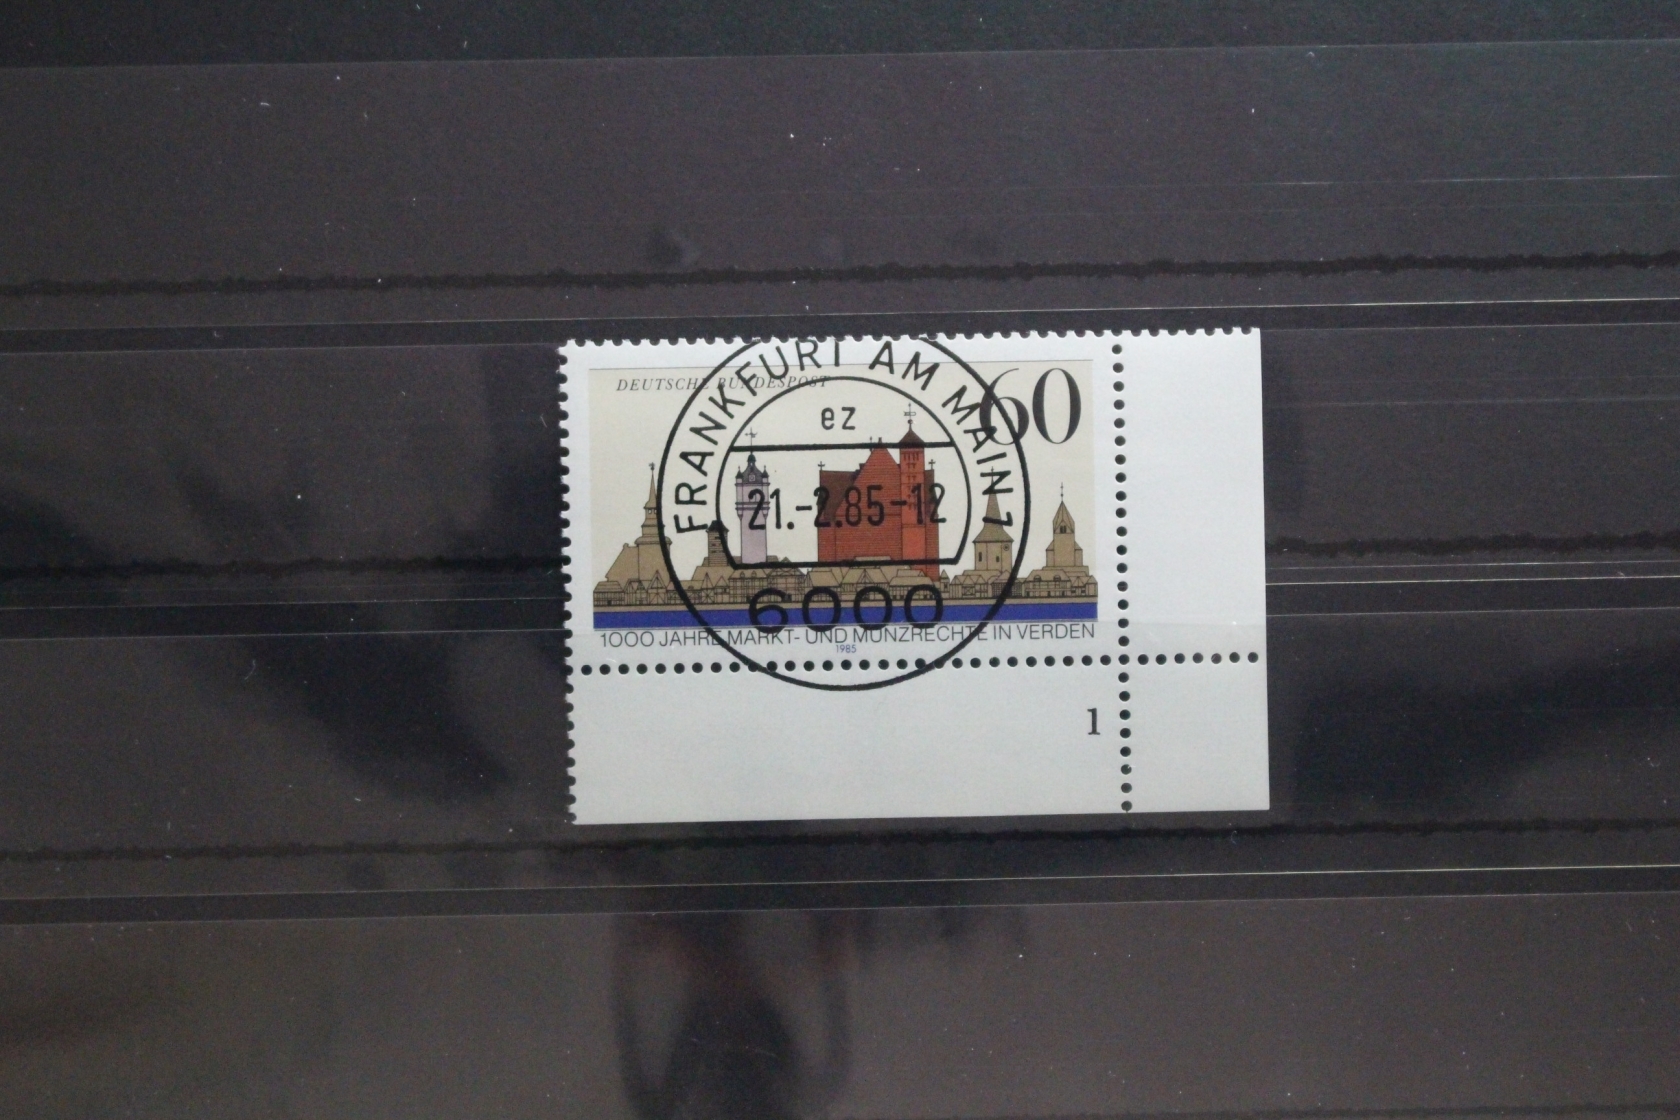 DEUTSCHE BUNDESPOST
60
FRANKFURT AM MAIN 1
ez
21.-2.85-12
6000
1000 JAHRE MARKT- UND MÜNZRECHTE IN VERDEN
1985
1